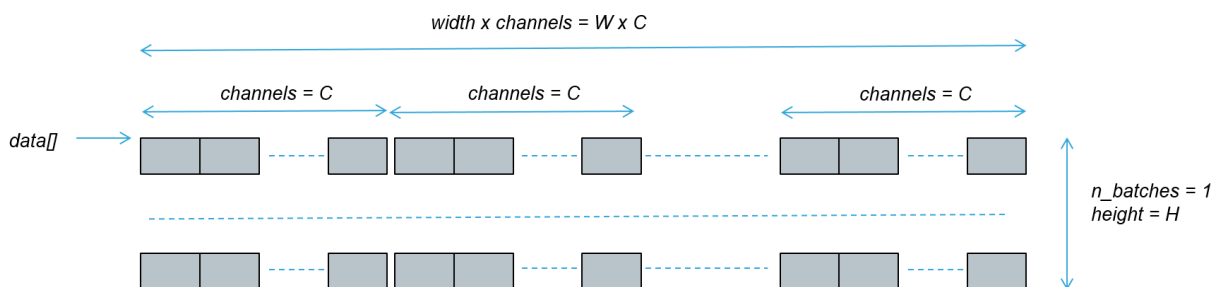 width x channels = W x C
channels = C
channels = C
channels = C
data[]
n_batches = 1
height = H